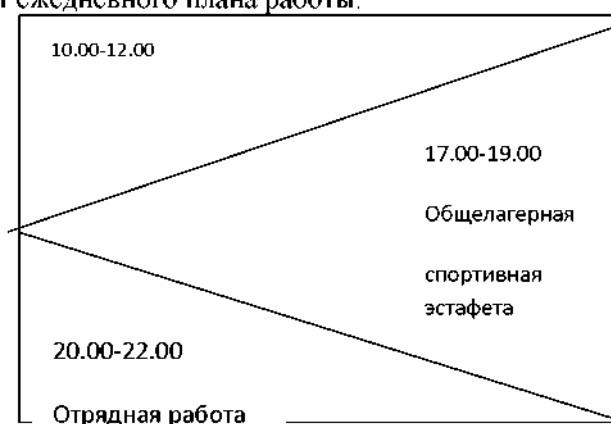 ежедневного плана работы.
10.00-12.00
17.00-19.00
Общелагерная
спортивная
эстафета
20.00-22.00
Отрядная работа